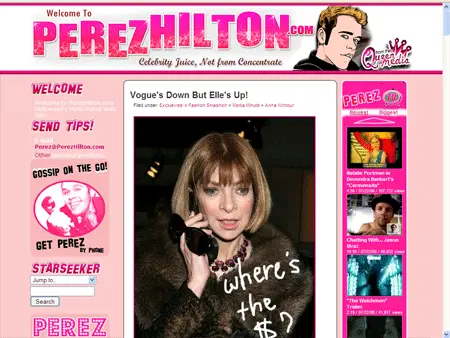 Welcome To
PEREZHILTON.COM
Celebrity Juice, Not from Concentrate
Queen of
media
WELCOME
Welcome to PerezHilton.com
Hollywood's Most-Hated Web
SEND TIPS!
Perez@PerezHilton.com
Other
GOSSIP ON THE GO!
GET PEREZ
BY PHONE
STARSEEKER
Jump to..
Search
PEREZ
Vogue's Down But Elle's Up!
Filed under: Exclusives > Fashion Smashion > Media Minute > Anna Wintour
where's
the
$?
PEREZ
Newest Biggest
Natalie Portman in
Devendra Banhart's
"Carmensita"
Chatting With... Jason
Mraz
"The Watchmen"
Trailer